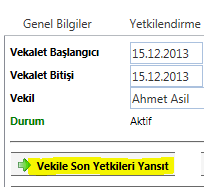 Genel Bilgiler Yetkilendirme
Vekalet Başlangıcı 15.12.2013
Vekalet Bitişi 15.12.2013
Vekil Ahmet Asil
Durum Aktif
Vekile Son Yetkileri Yansıt